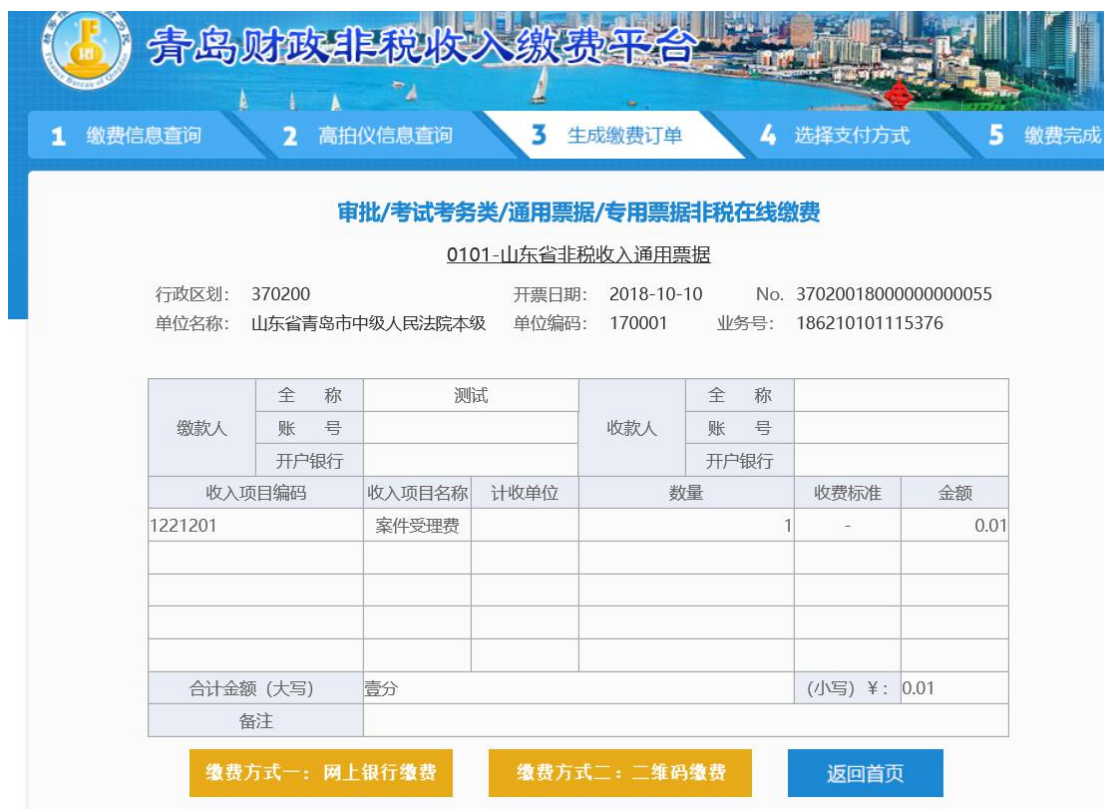 青岛财政非税收入缴费平台
1 缴费信息查询 2 高拍仪信息查询 3 生成缴费订单 4 选择支付方式 5 缴费完成
审批/考试考务类/通用票据/专用票据非税在线缴费
0101-山东省非税收入通用票据
行政区划： 370200 开票日期： 2018-10-10 No. 37020018000000000055
单位名称： 山东省青岛市中级人民法院本级 单位编码： 170001 业务号： 186210101115376
缴款人 全 称 测试 收款人 全 称
账 号 账 号
开户银行 开户银行
收入项目编码 收入项目名称 计收单位 数量 收费标准 金额
1221201 案件受理费 1 - 0.01
合计金额（大写） 壹分 （小写）￥： 0.01
备注
缴费方式一：网上银行缴费 缴费方式二：二维码缴费 返回首页